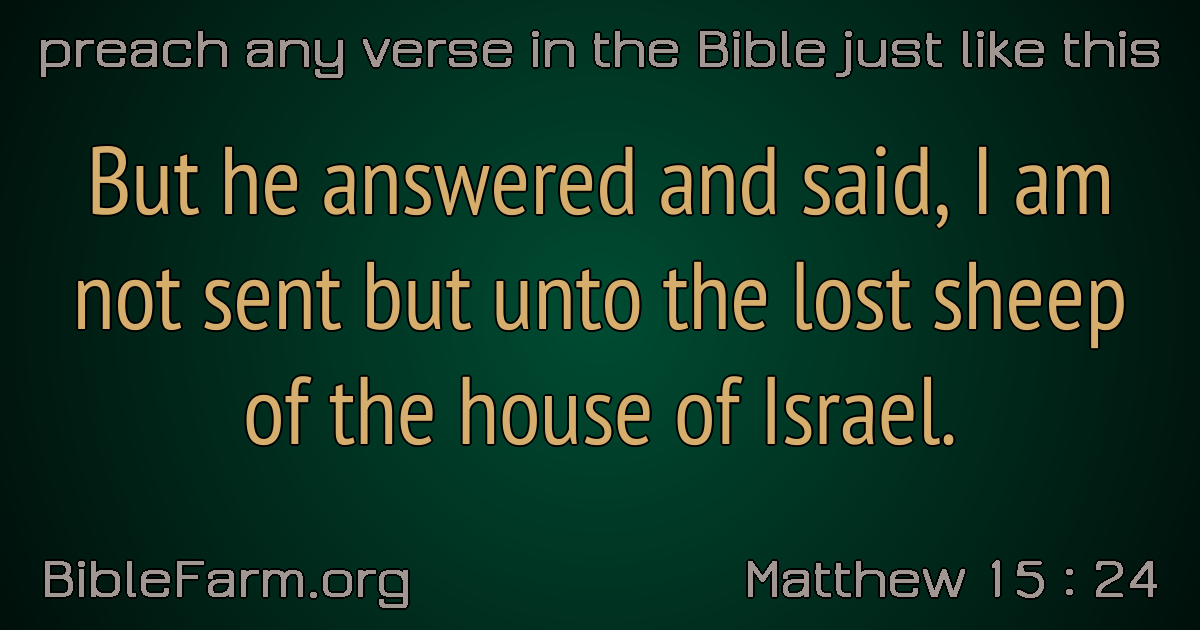 preach any verse in the Bible just like this
But he answered and said, I am
not sent but unto the lost sheep
of the house of Israel.
BibleFarm.org
Matthew 15 : 24